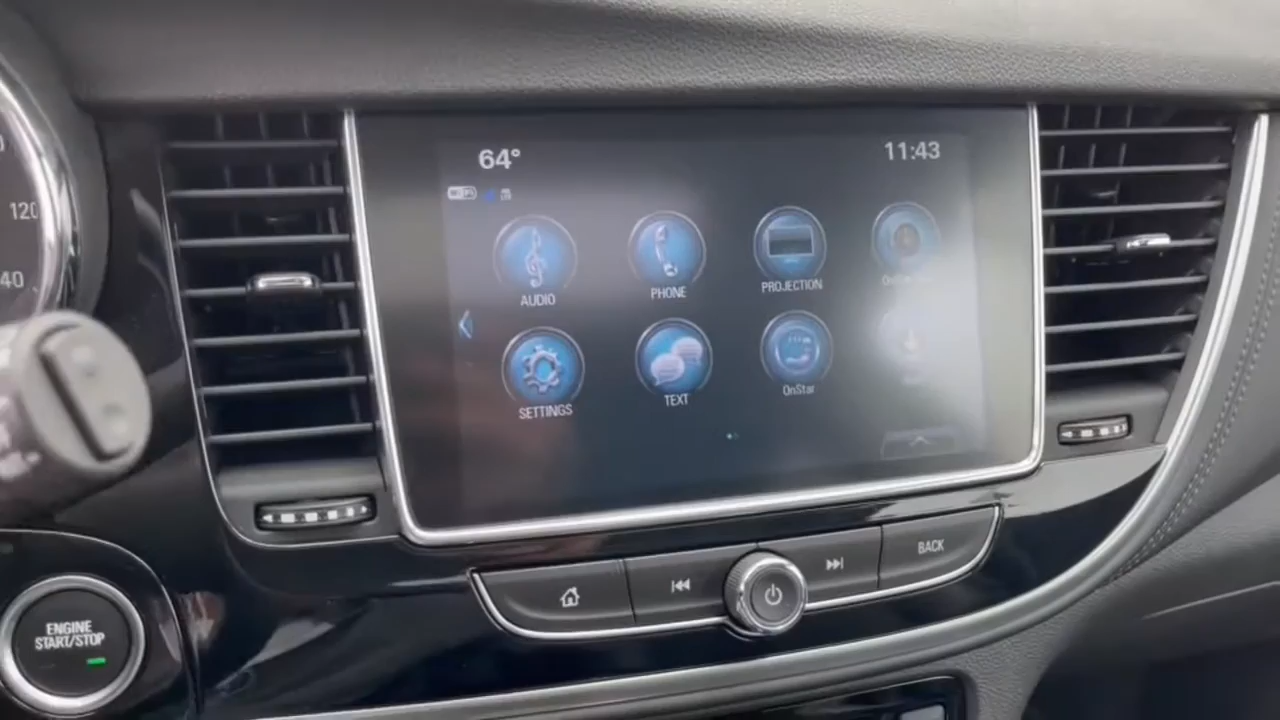 64°
11:43
120
40
AUDIO
PHONE
PROJECTION
SETTINGS
TEXT
OnStar
BACK
ENGINE
START/STOP